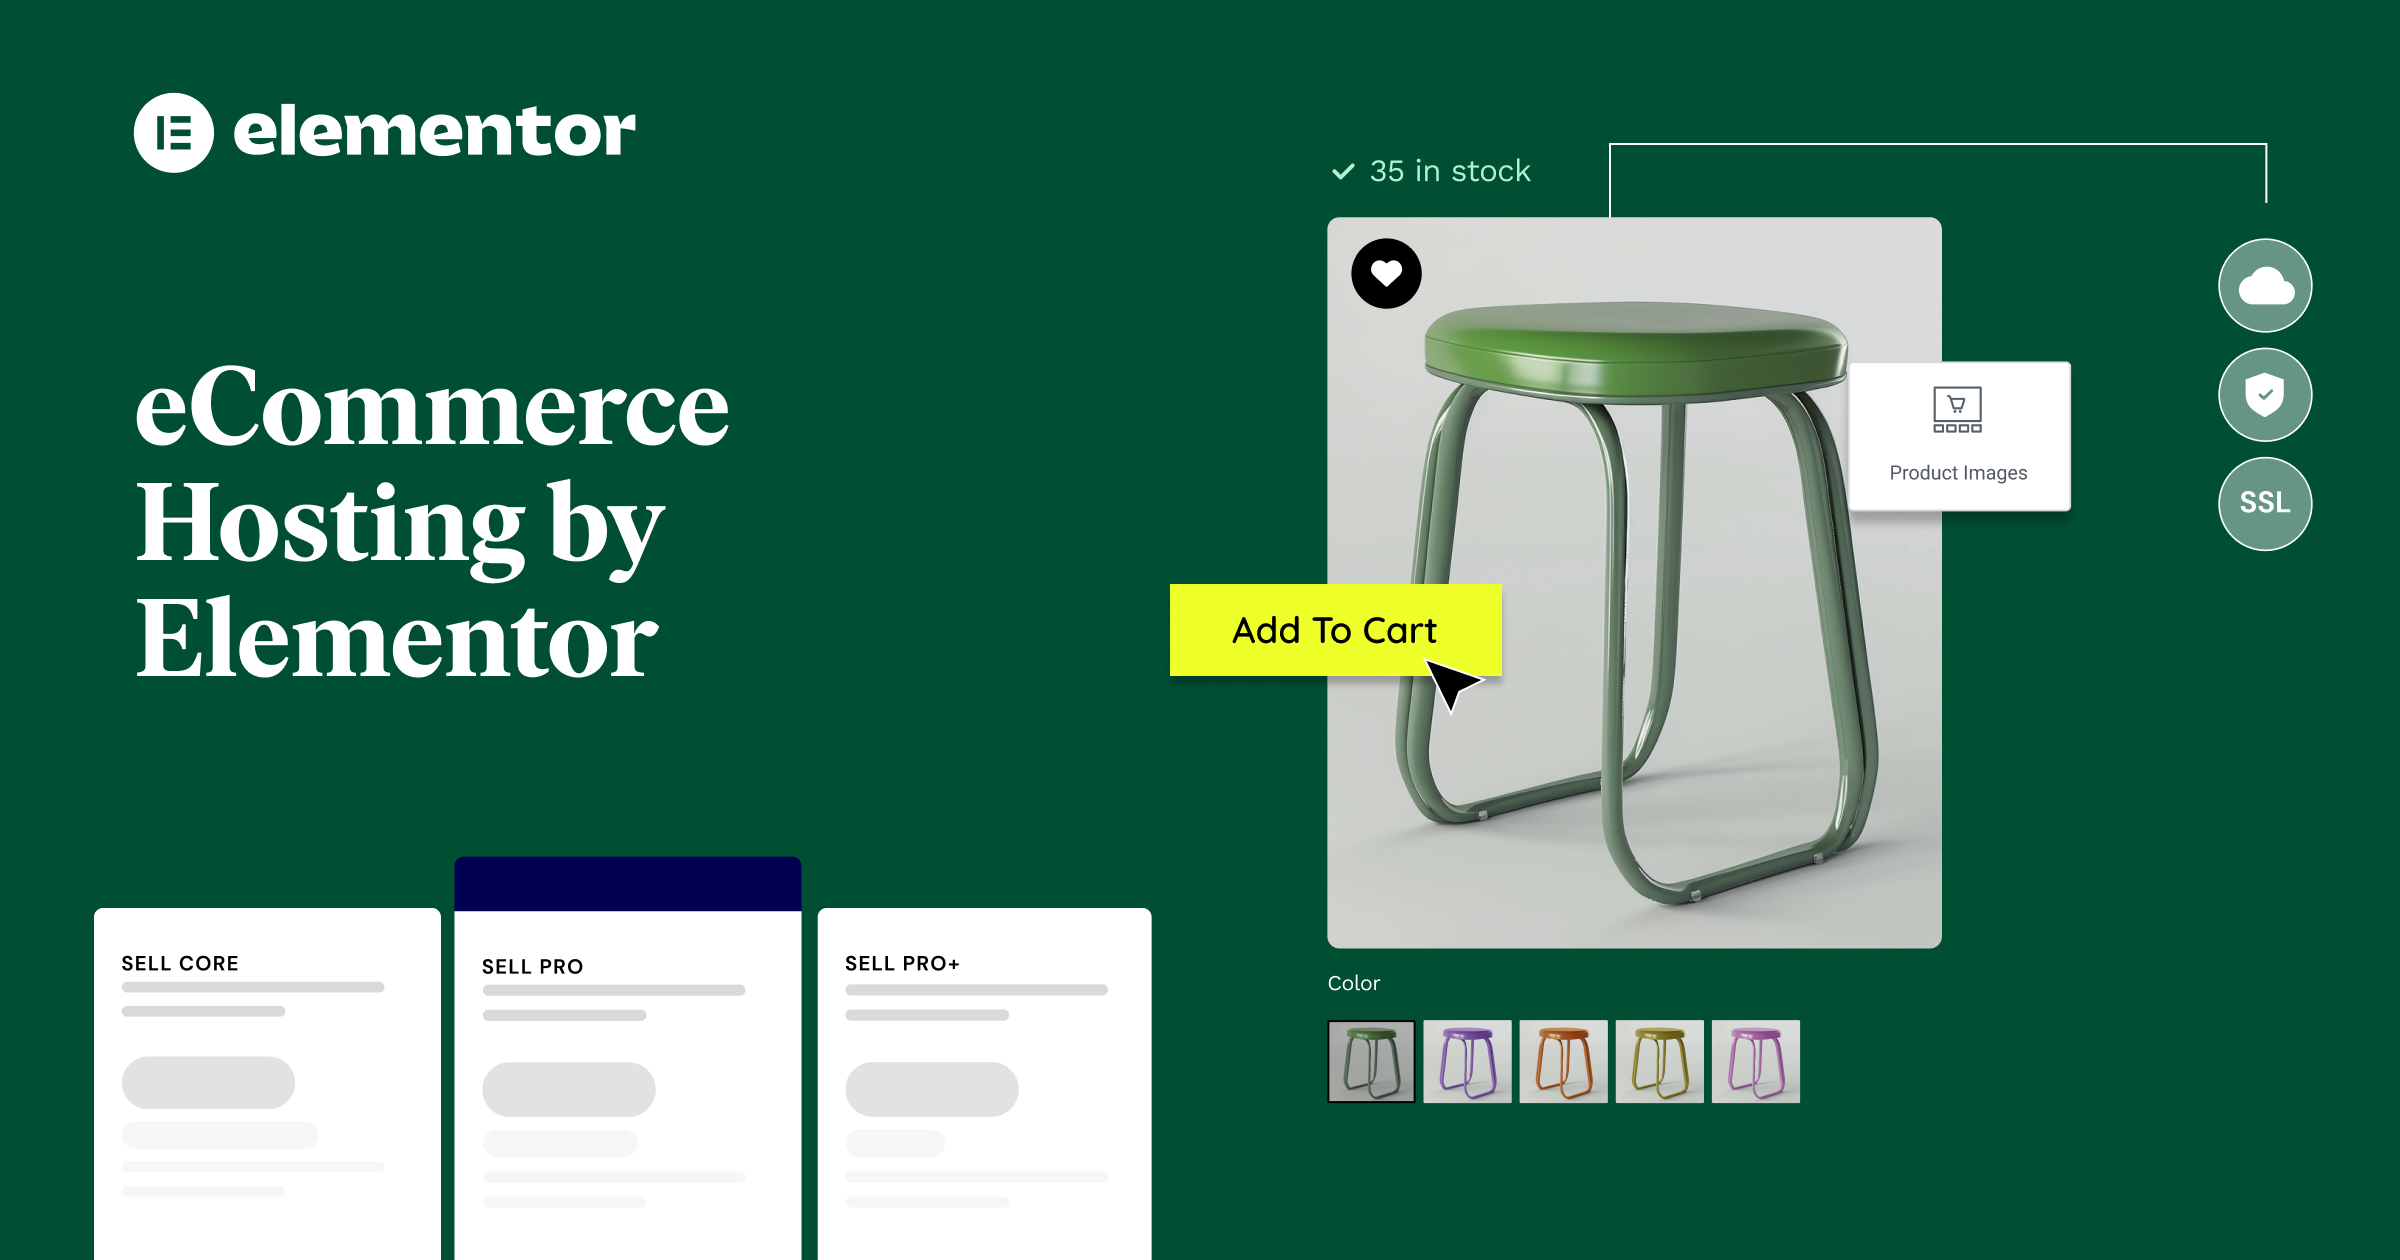 elementor
eCommerce
Hosting by
Elementor
35 in stock
Product Images
SSL
Add To Cart
Color
SELL CORE
SELL PRO
SELL PRO+